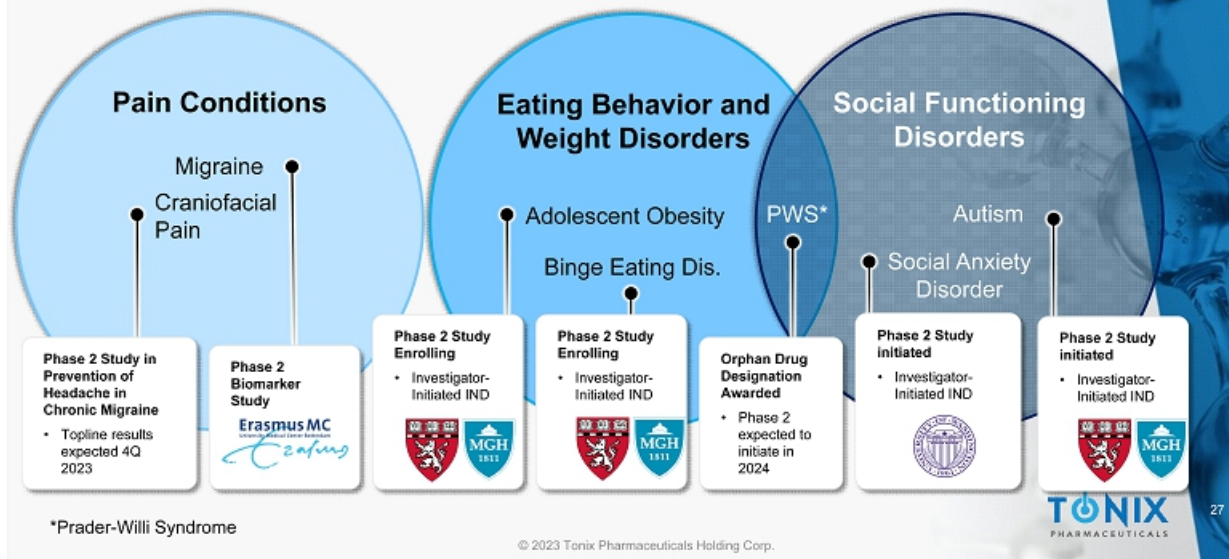 Pain Conditions
Migraine
Craniofacial
Pain
Eating Behavior and
Weight Disorders
Adolescent Obesity
Binge Eating Dis.
PWS*
Social Functioning
Disorders
Autism
Social Anxiety
Disorder
Phase 2 Study in
Prevention of
Headache in
Chronic Migraine
• Topline results
expected 4Q
2023
Phase 2
Biomarker
Study
Erasmus MC
University Medical Center Rotterdam
Erasmus
Phase 2 Study
Enrolling
• Investigator-
Initiated IND
MGH
1811
Phase 2 Study
Enrolling
• Investigator-
Initiated IND
MGH
1811
Orphan Drug
Designation
Awarded
• Phase 2
expected to
initiate in
2024
Phase 2 Study
initiated
• Investigator-
Initiated IND
Phase 2 Study
initiated
• Investigator-
Initiated IND
MGH
1811
*Prader-Willi Syndrome
© 2023 Tonix Pharmaceuticals Holding Corp.
TONIX
PHARMACEUTICALS
27